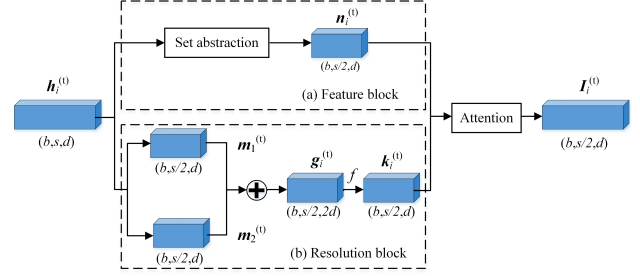 n_i^(t)
Set abstraction
(b,s/2,d)
(a) Feature block
h_i^(t)
(b,s,d)
I_i^(t)
Attention
(b,s/2,d)
m_1^(t)
(b,s/2,d)
g_i^(t)
f
k_i^(t)
(b,s/2,2d)
(b,s/2,d)
m_2^(t)
(b,s/2,d)
(b) Resolution block